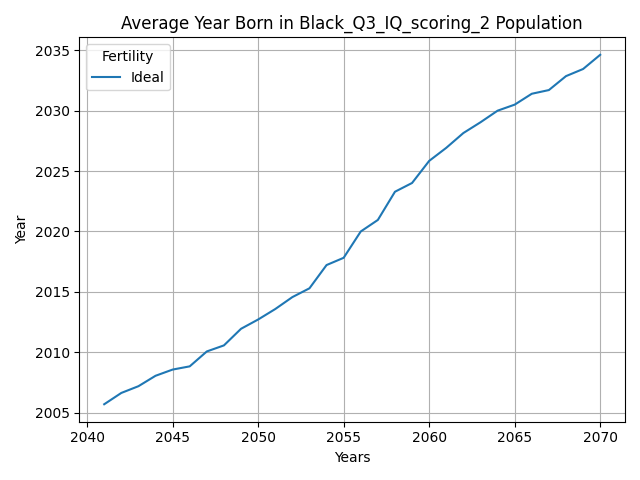 Average Year Born in Black_Q3_IQ_scoring_2 Population
Fertility
Ideal
2035
2030
2025
2020
2015
2010
2005
Year
2040 2045 2050 2055 2060 2065 2070
Years